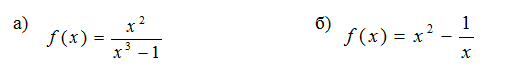 а) f(x) = x²/(x³ − 1) б) f(x) = x² − 1/x